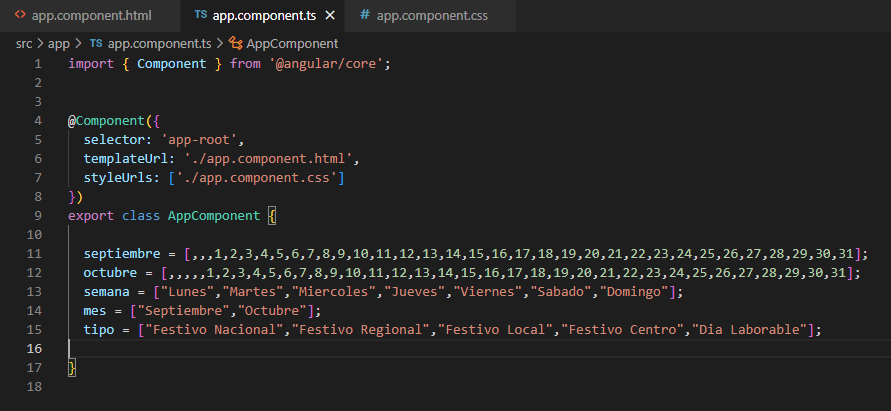 app.component.html TS app.component.ts × # app.component.css
src > app > TS app.component.ts > AppComponent
1 import { Component } from '@angular/core';
2
3
4 @Component({
5 selector: 'app-root',
6 templateUrl: './app.component.html',
7 styleUrls: ['./app.component.css']
8 })
9 export class AppComponent {
10
11 septiembre = [,,,1,2,3,4,5,6,7,8,9,10,11,12,13,14,15,16,17,18,19,20,21,22,23,24,25,26,27,28,29,30,31];
12 octubre = [,,,,,1,2,3,4,5,6,7,8,9,10,11,12,13,14,15,16,17,18,19,20,21,22,23,24,25,26,27,28,29,30,31];
13 semana = ["Lunes","Martes","Miercoles","Jueves","Viernes","Sabado","Domingo"];
14 mes = ["Septiembre","Octubre"];
15 tipo = ["Festivo Nacional","Festivo Regional","Festivo Local","Festivo Centro","Dia Laborable"];
16
17 }
18